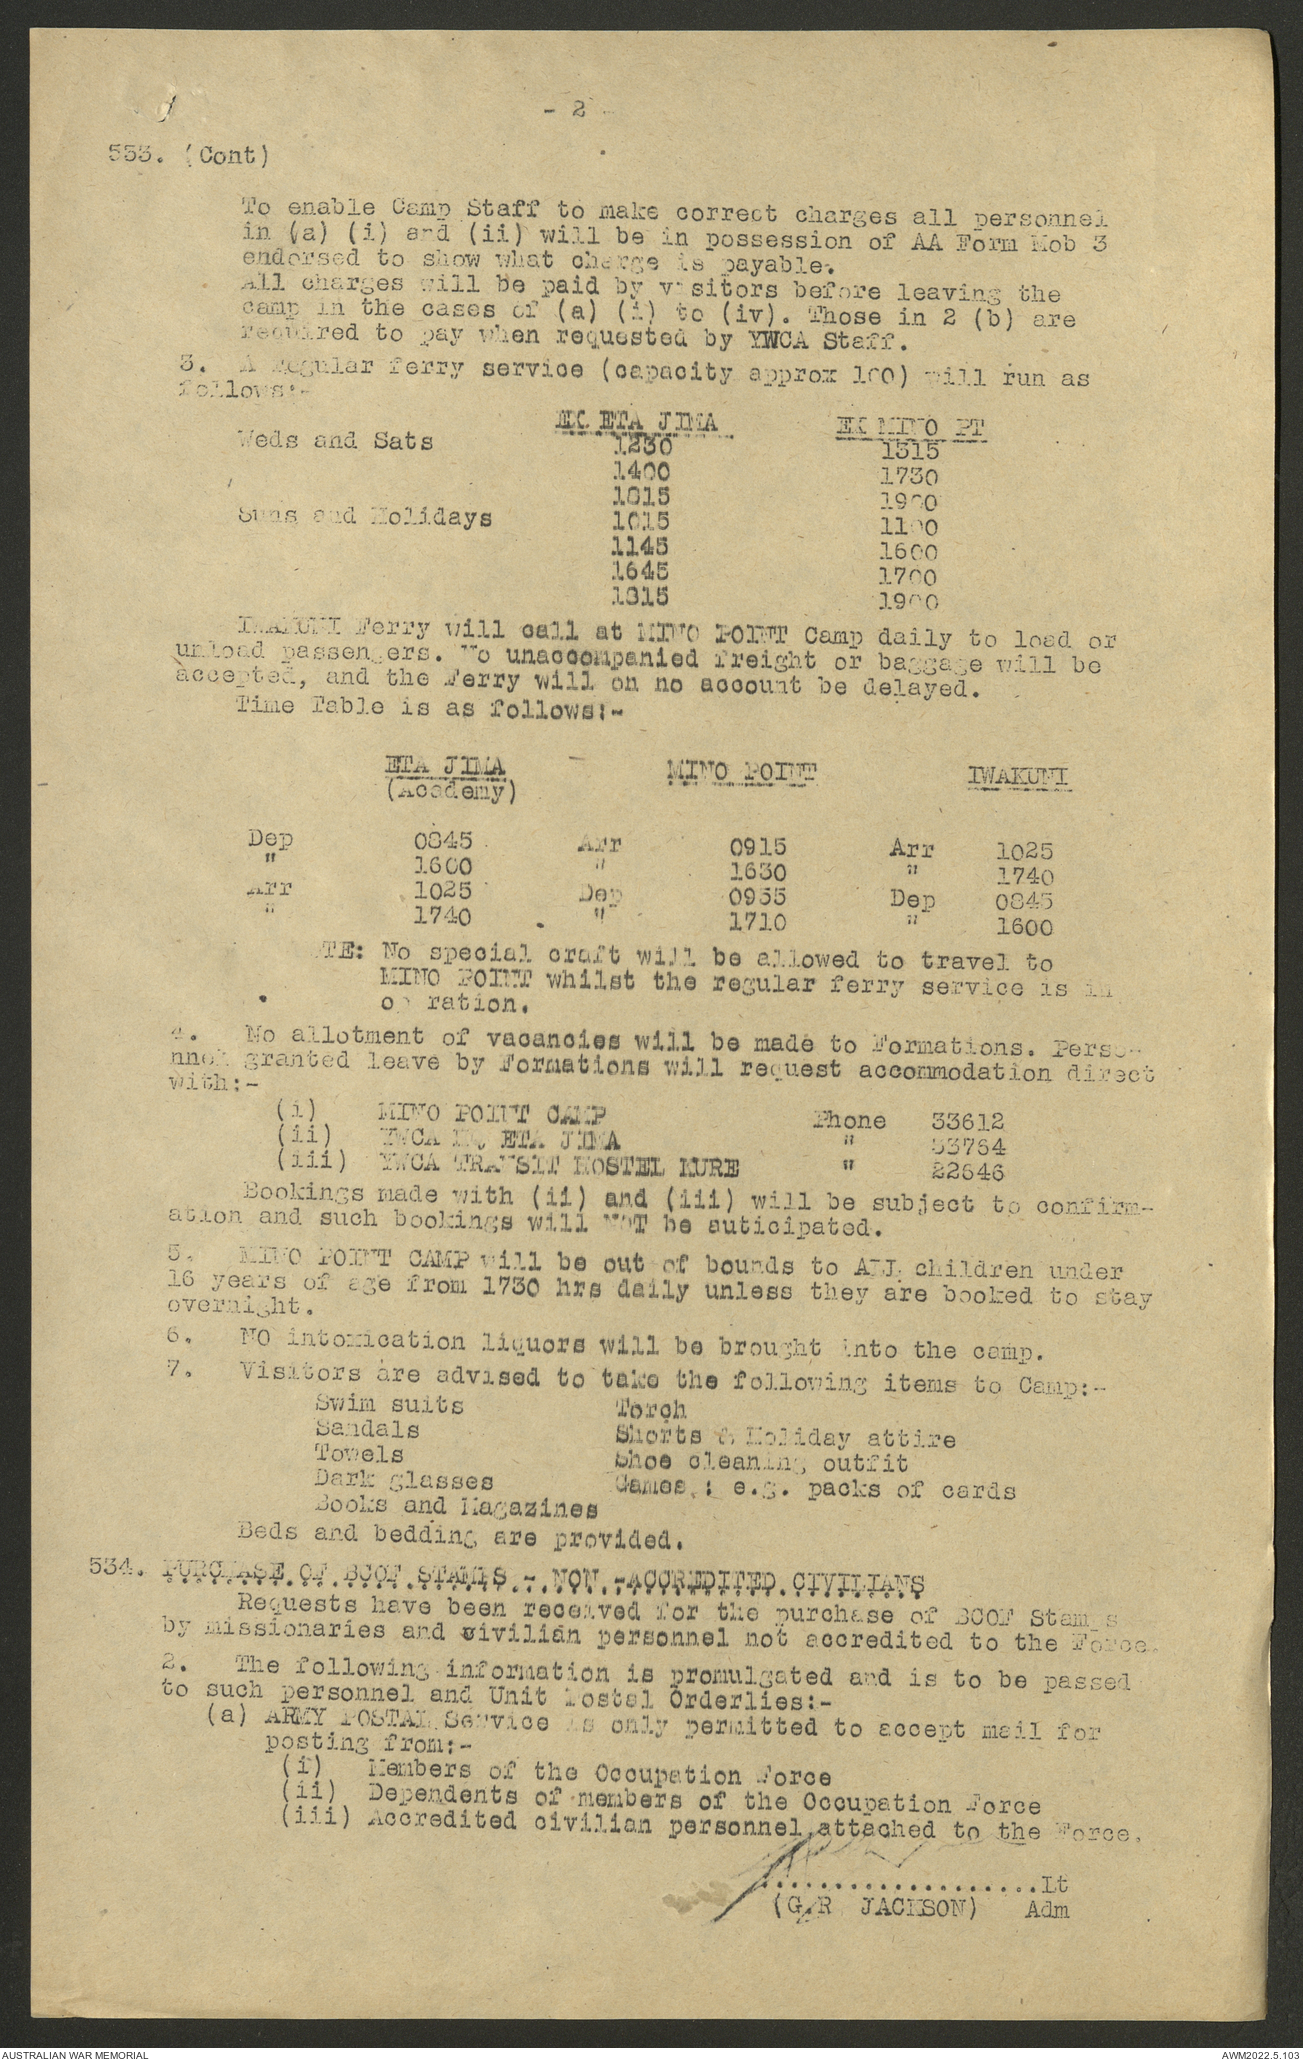 - 2 -
533. (Cont)
To enable Camp Staff to make correct charges all personnel
in (a) (i) and (ii) will be in possession of AA Form Mob 3
endorsed to show what charge is payable.
All charges will be paid by visitors before leaving the
camp in the cases of (a) (i) to (iv). Those in 2 (b) are
required to pay when requested by YWCA Staff.
3. A regular ferry service (capacity approx 100) will run as
follows:-
EX ETA JIMA EX MINO PT
Weds and Sats 1230 1315
1400 1730
1815 1900
Suns and Holidays 1015 1100
1145 1600
1645 1700
1815 1900
IWAKUNI Ferry will call at MINO POINT Camp daily to load or
unload passengers. No unaccompanied freight or baggage will be
accepted, and the Ferry will on no account be delayed.
Time Table is as follows:-
ETA JIMA MINO POINT IWAKUNI
(Academy)
Dep 0845 Arr 0915 Arr 1025
" 1600 " 1630 " 1740
Arr 1025 Dep 0955 Dep 0845
" 1740 " 1710 " 1600
TE: No special craft will be allowed to travel to
MINO POINT whilst the regular ferry service is in
op ration.
4. No allotment of vacancies will be made to Formations. Perso-
nnel granted leave by Formations will request accommodation direct
with:-
(i) MINO POINT CAMP Phone 33612
(ii) YWCA HQ ETA JIMA " 53764
(iii) YWCA TRANSIT HOSTEL KURE " 22646
Bookings made with (ii) and (iii) will be subject to confirm-
ation and such bookings will NOT be auticipated.
5. MINO POINT CAMP will be out of bounds to ALL children under
16 years of age from 1730 hrs daily unless they are booked to stay
overnight.
6. NO intoxication liquors will be brought into the camp.
7. Visitors are advised to take the following items to Camp:-
Swim suits Torch
Sandals Shorts & Holiday attire
Towels Shoe cleaning outfit
Dark glasses Games : e.g. packs of cards
Books and Magazines
Beds and bedding are provided.
534. PURCHASE OF BCOF STAMPS - NON -ACCREDITED CIVILIANS
Requests have been received for the purchase of BCOF Stamps
by missionaries and civilian personnel not accredited to the Force.
2. The following information is promulgated and is to be passed
to such personnel and Unit Postal Orderlies:-
(a) ARMY POSTAL Service is only permitted to accept mail for
posting from:-
(i) Members of the Occupation Force
(ii) Dependents of members of the Occupation Force
(iii) Accredited civilian personnel attached to the Force.
....................Lt
(G.R JACKSON) Adm
AUSTRALIAN WAR MEMORIAL AWM2022.5.103